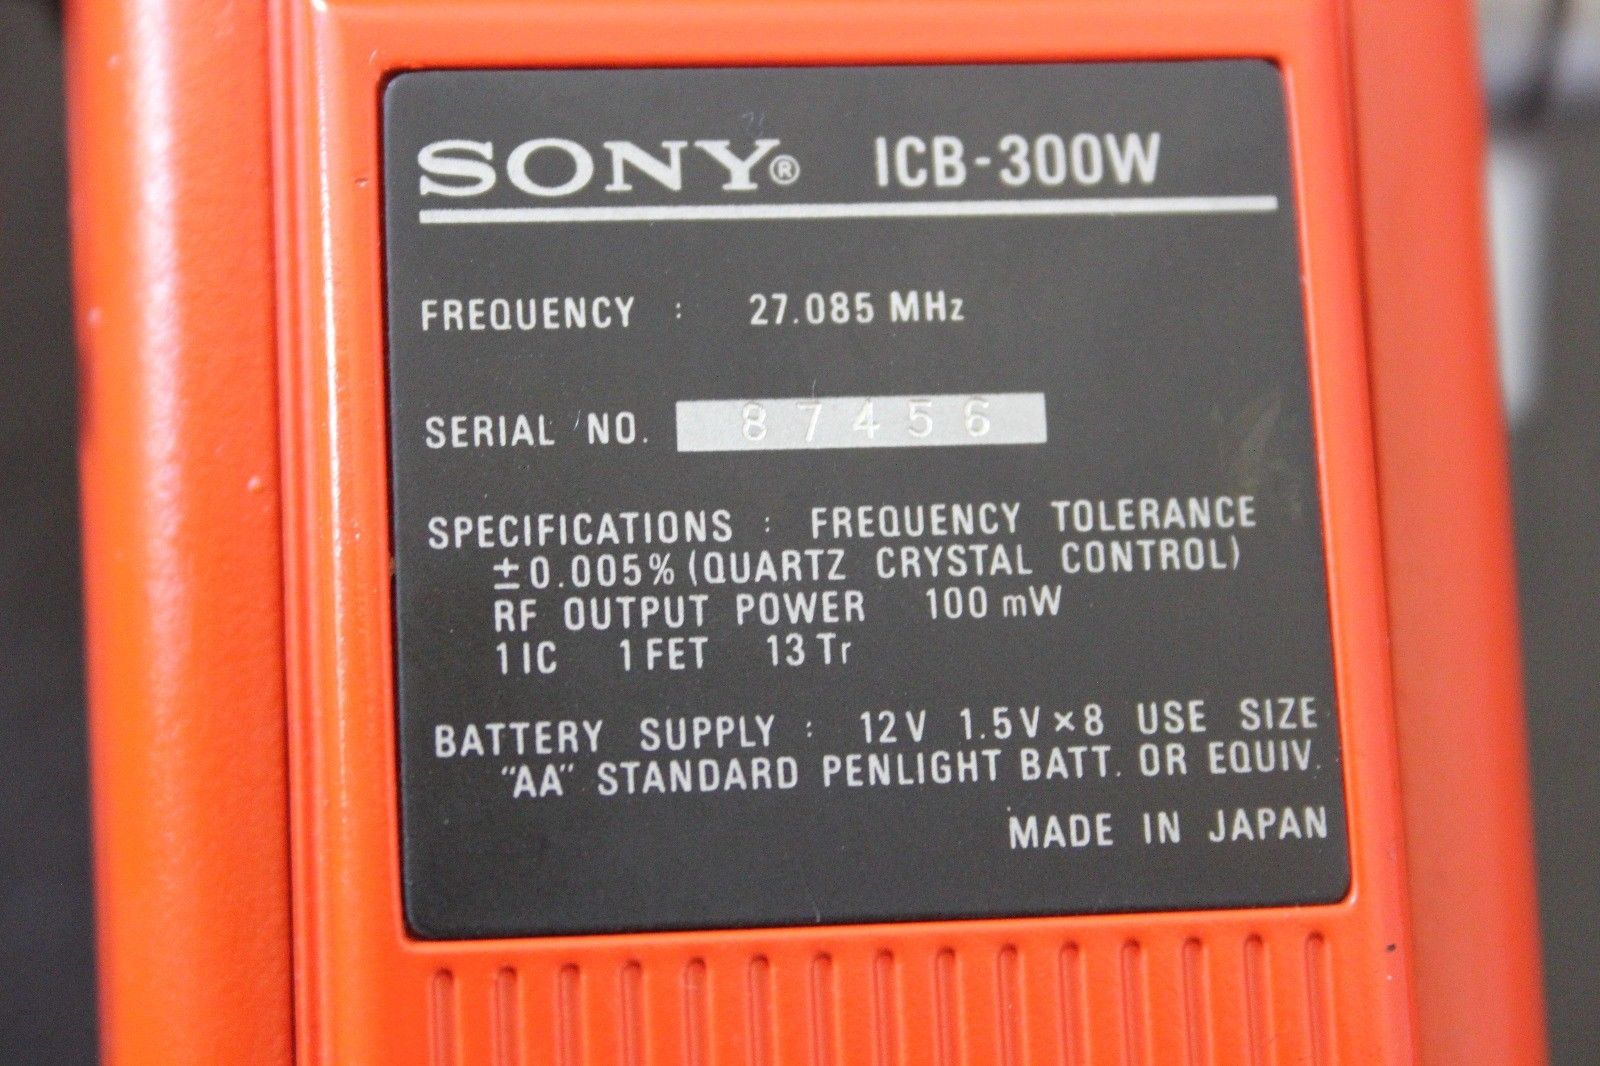 SONY® ICB-300W
FREQUENCY : 27.085 MHz
SERIAL NO. 87456
SPECIFICATIONS : FREQUENCY TOLERANCE
±0.005% (QUARTZ CRYSTAL CONTROL)
RF OUTPUT POWER 100 mW
1 IC 1 FET 13 Tr
BATTERY SUPPLY : 12V 1.5V×8 USE SIZE
"AA" STANDARD PENLIGHT BATT. OR EQUIV.
MADE IN JAPAN